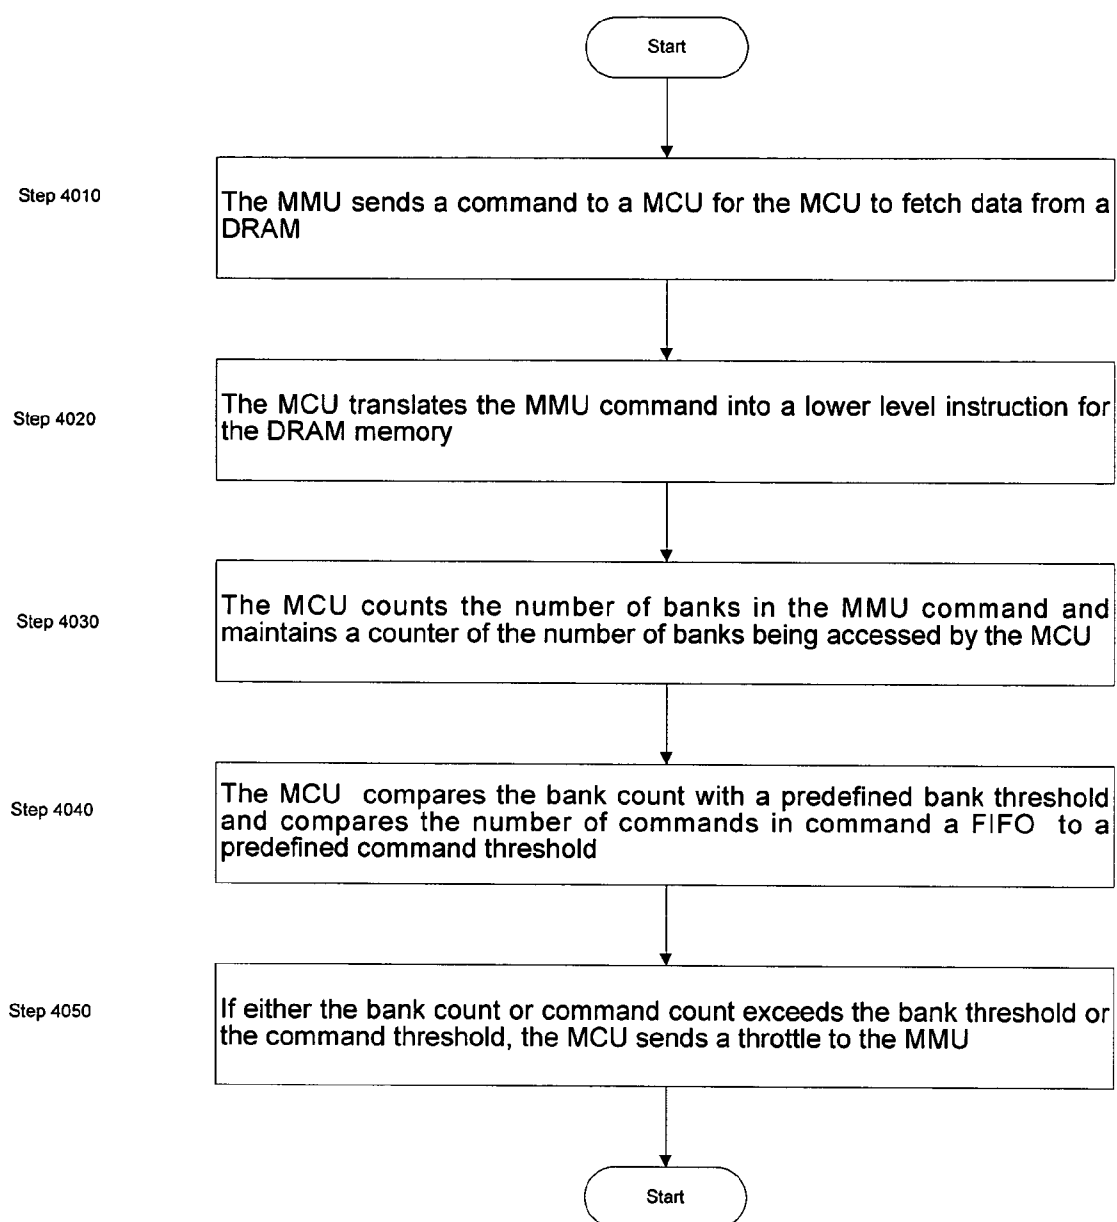 Start
Step 4010
The MMU sends a command to a MCU for the MCU to fetch data from a
DRAM
Step 4020
The MCU translates the MMU command into a lower level instruction for
the DRAM memory
Step 4030
The MCU counts the number of banks in the MMU command and
maintains a counter of the number of banks being accessed by the MCU
Step 4040
The MCU compares the bank count with a predefined bank threshold
and compares the number of commands in command a FIFO to a
predefined command threshold
Step 4050
If either the bank count or command count exceeds the bank threshold or
the command threshold, the MCU sends a throttle to the MMU
Start